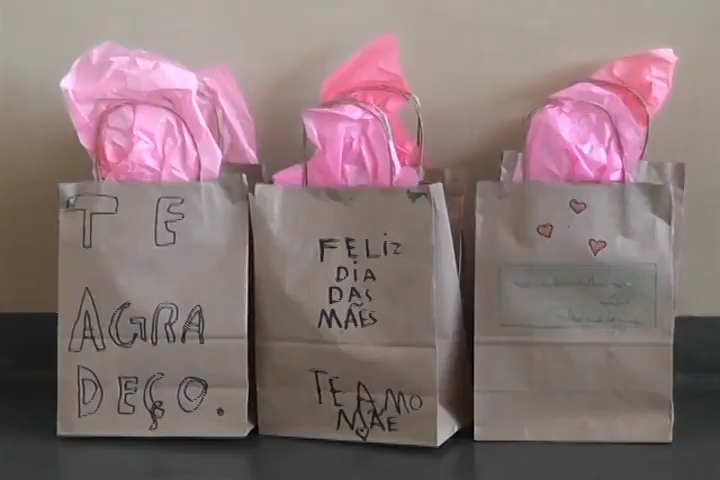 TE
AGRA
DEÇO.
FELiz
DiA
DAS
MÃES
TE AMO
MÃE